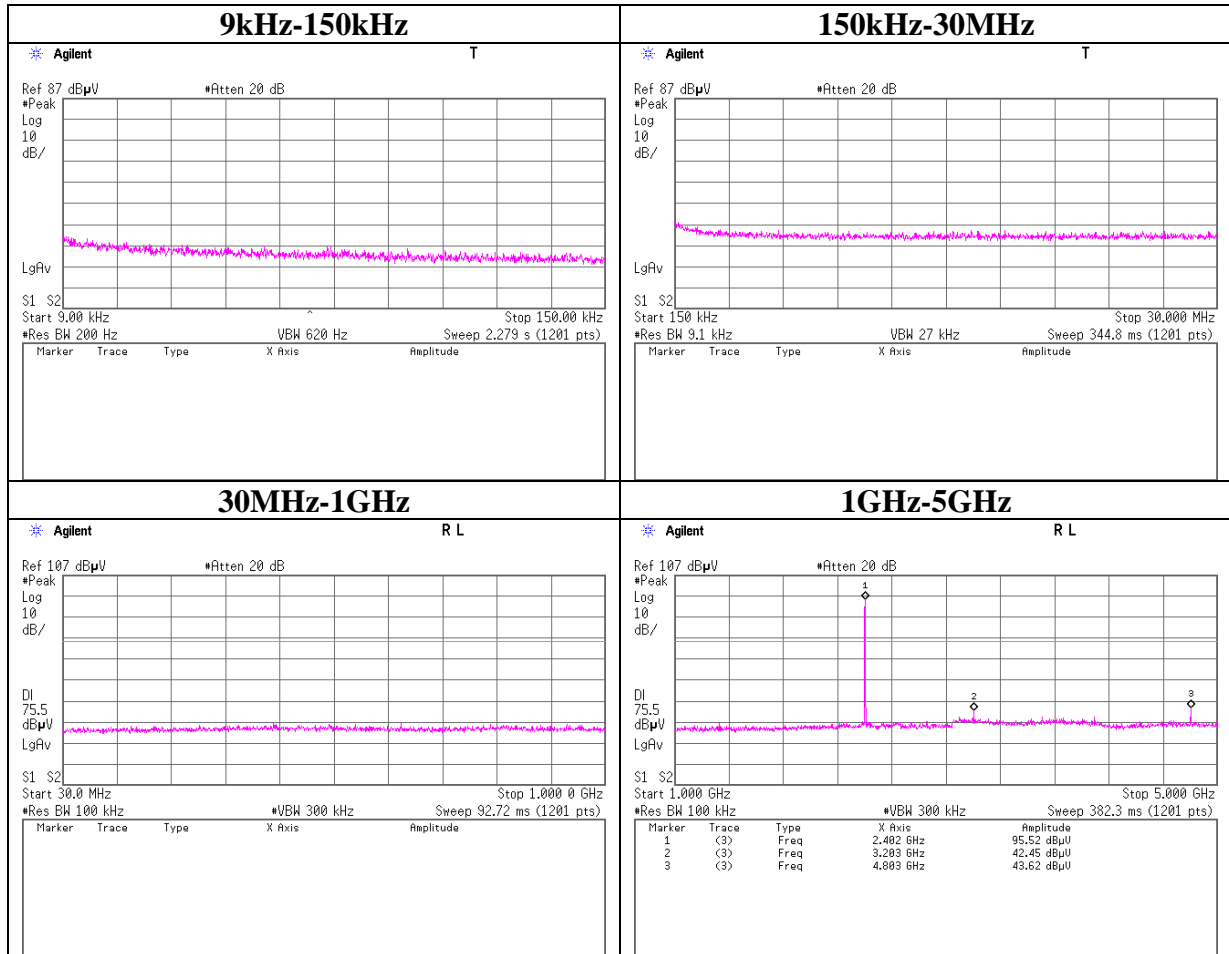 9kHz-150kHz
Agilent T
Ref 87 dBµV #Atten 20 dB
#Peak
Log
10
dB/
LgAv
S1 S2
Start 9.00 kHz ^ Stop 150.00 kHz
#Res BW 200 Hz VBW 620 Hz Sweep 2.279 s (1201 pts)
Marker Trace Type X Axis Amplitude
150kHz-30MHz
Agilent T
Ref 87 dBµV #Atten 20 dB
#Peak
Log
10
dB/
LgAv
S1 S2
Start 150 kHz Stop 30.000 MHz
#Res BW 9.1 kHz VBW 27 kHz Sweep 344.8 ms (1201 pts)
Marker Trace Type X Axis Amplitude
30MHz-1GHz
Agilent R L
Ref 107 dBµV #Atten 20 dB
#Peak
Log
10
dB/
DI
75.5
dBµV
LgAv
S1 S2
Start 30.0 MHz Stop 1.000 0 GHz
#Res BW 100 kHz #VBW 300 kHz Sweep 92.72 ms (1201 pts)
Marker Trace Type X Axis Amplitude
1GHz-5GHz
Agilent R L
Ref 107 dBµV #Atten 20 dB
#Peak
Log
10
dB/
1
2
3
DI
75.5
dBµV
LgAv
S1 S2
Start 1.000 GHz Stop 5.000 GHz
#Res BW 100 kHz #VBW 300 kHz Sweep 382.3 ms (1201 pts)
Marker Trace Type X Axis Amplitude
1 (3) Freq 2.402 GHz 95.52 dBµV
2 (3) Freq 3.203 GHz 42.45 dBµV
3 (3) Freq 4.803 GHz 43.62 dBµV